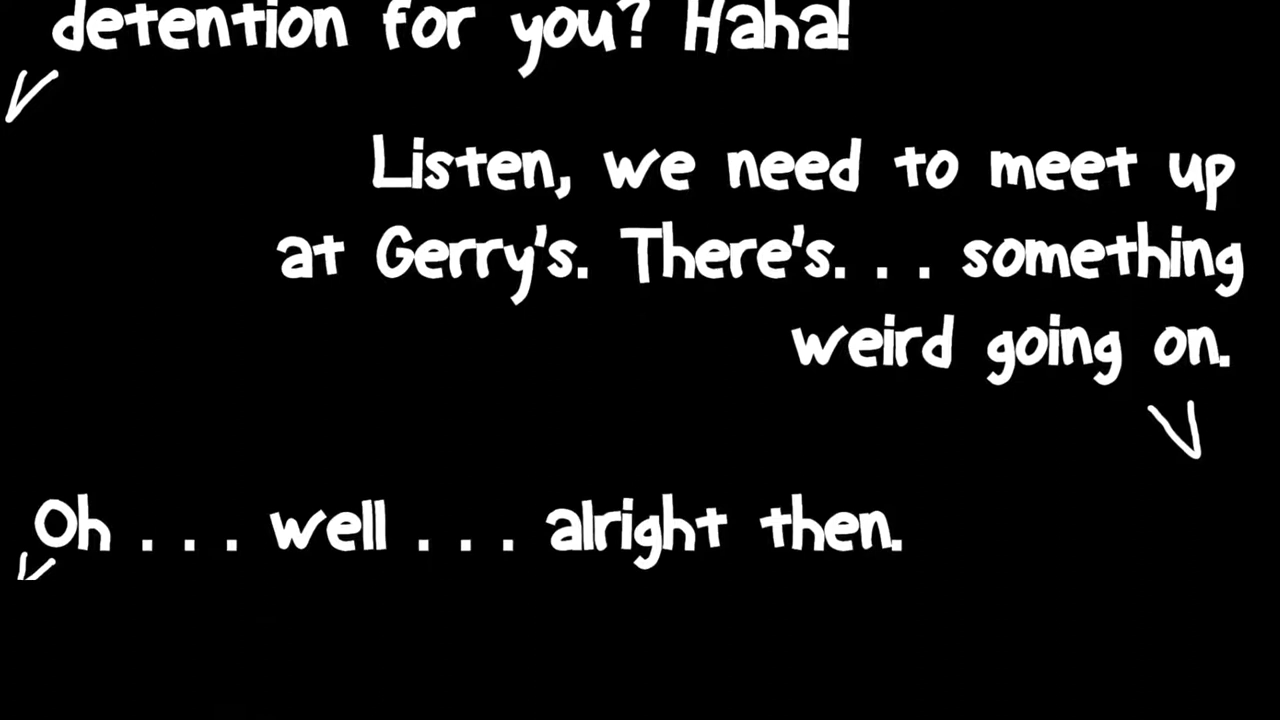 detention for you? Haha!
Listen, we need to meet up
at Gerry's. There's. . . something
weird going on.
Oh . . . well . . . alright then.